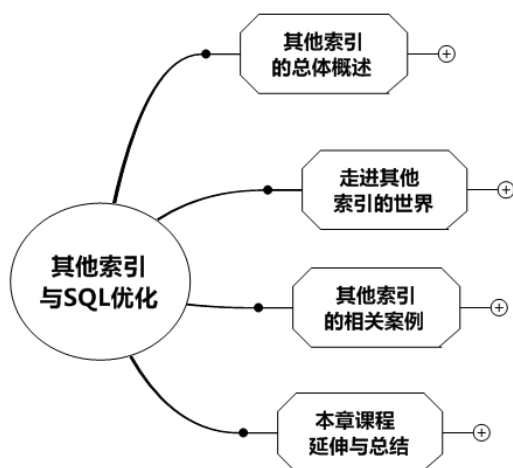 其他索引
的总体概述
走进其他
索引的世界
其他索引
与SQL优化
其他索引
的相关案例
本章课程
延伸与总结